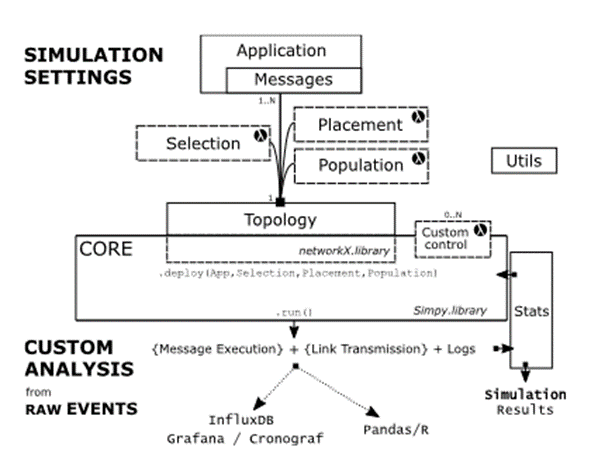 SIMULATION
SETTINGS
Application
Messages
1..N
Selection
λ
Placement
λ
Population
λ
Utils
1
Topology
0..N
Custom
control
λ
CORE
networkX.library
.deploy(App,Selection,Placement,Population)
.run()
Simpy.library
Stats
CUSTOM
ANALYSIS
from
RAW EVENTS
{Message Execution} + {Link Transmission} + Logs
Simulation
Results
InfluxDB
Grafana / Cronograf
Pandas/R